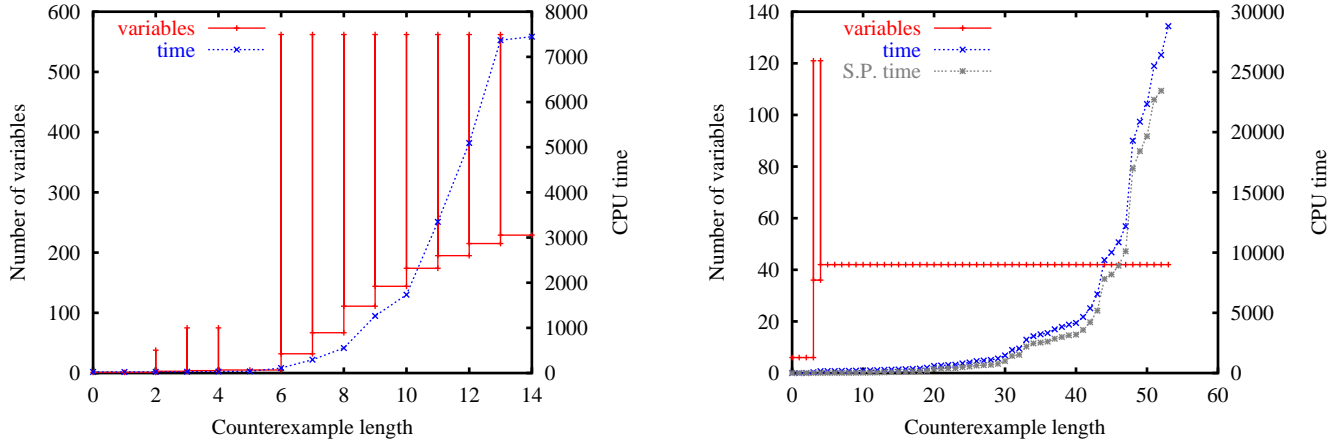 variables
time
600
500
400
300
200
100
0
Number of variables
8000
7000
6000
5000
4000
3000
2000
1000
0
CPU time
0 2 4 6 8 10 12 14
Counterexample length
variables
time
S.P. time
140
120
100
80
60
40
20
0
Number of variables
30000
25000
20000
15000
10000
5000
0
CPU time
0 10 20 30 40 50 60
Counterexample length